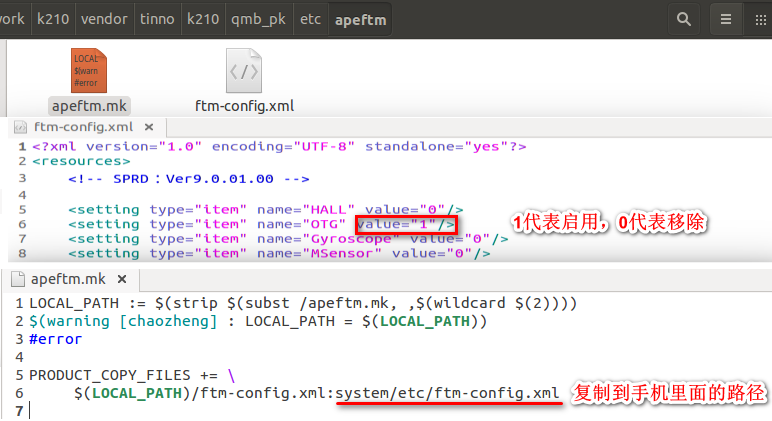 work k210 vendor tinno k210 qmb_pk etc apeftm
LOCAL
$(warn
#error
apeftm.mk ftm-config.xml
ftm-config.xml ×
1 <?xml version="1.0" encoding="UTF-8" standalone="yes"?>
2 <resources>
3 <!-- SPRD：Ver9.0.01.00 -->
4
5 <setting type="item" name="HALL" value="0"/>
6 <setting type="item" name="OTG" value="1"/> 1代表启用，0代表移除
7 <setting type="item" name="Gyroscope" value="0"/>
8 <setting type="item" name="MSensor" value="0"/>
apeftm.mk ×
1 LOCAL_PATH := $(strip $(subst /apeftm.mk, ,$(wildcard $(2))))
2 $(warning [chaozheng] : LOCAL_PATH = $(LOCAL_PATH))
3 #error
4
5 PRODUCT_COPY_FILES += \
6 $(LOCAL_PATH)/ftm-config.xml:system/etc/ftm-config.xml 复制到手机里面的路径
7